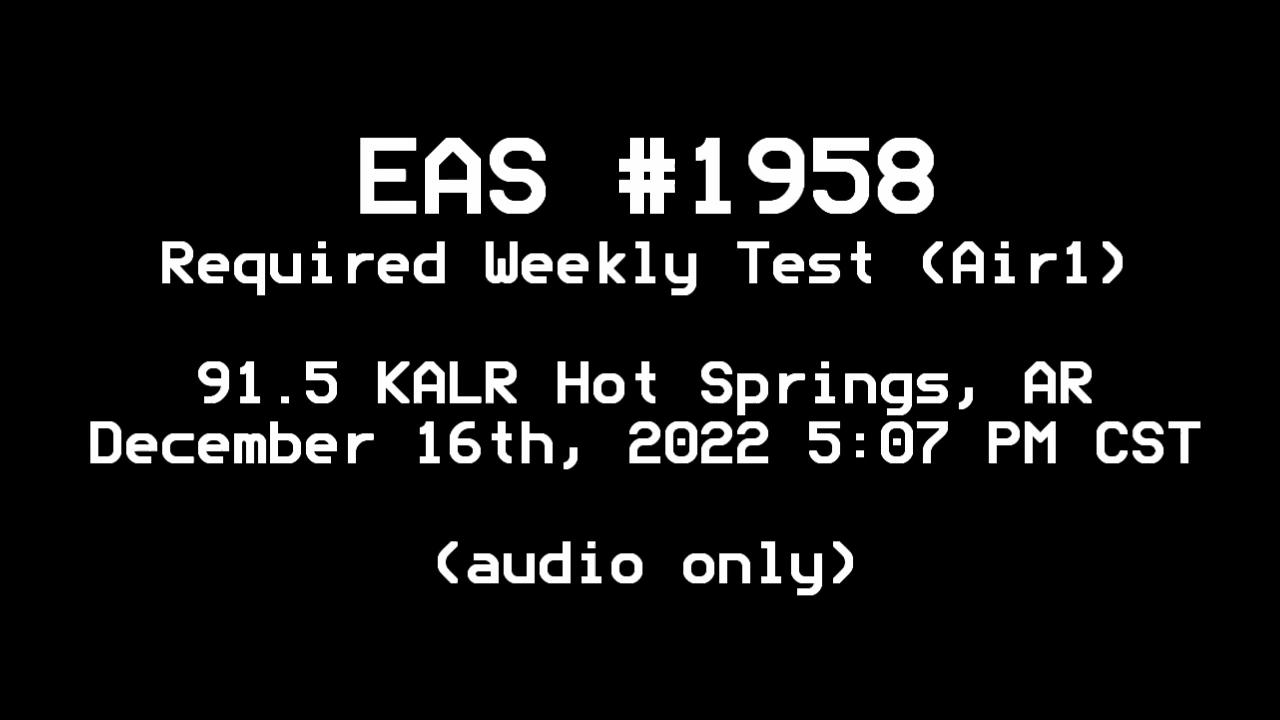 EAS #1958
Required Weekly Test (Air1)
91.5 KALR Hot Springs, AR
December 16th, 2022 5:07 PM CST
(audio only)